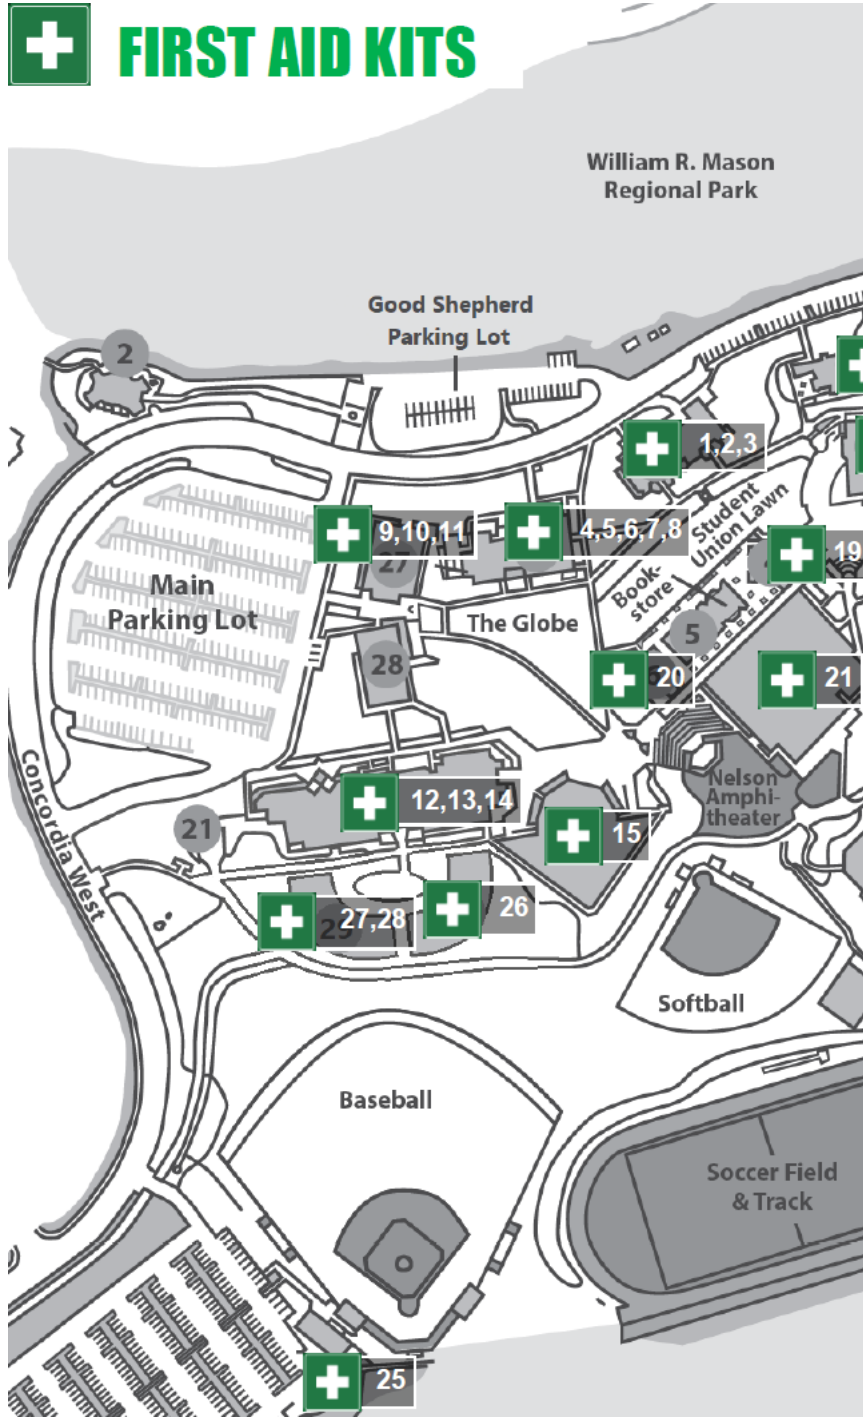 FIRST AID KITS
William R. Mason
Regional Park
Good Shepherd
Parking Lot
2
1,2,3
9,10,11
4,5,6,7,8
27
Student
Union Lawn
19
Main
Parking Lot
Book-
store
The Globe
5
28
20
21
Concordia West
12,13,14
Nelson
Amphi-
theater
21
15
27,28
26
29
Softball
Baseball
Soccer Field
& Track
25